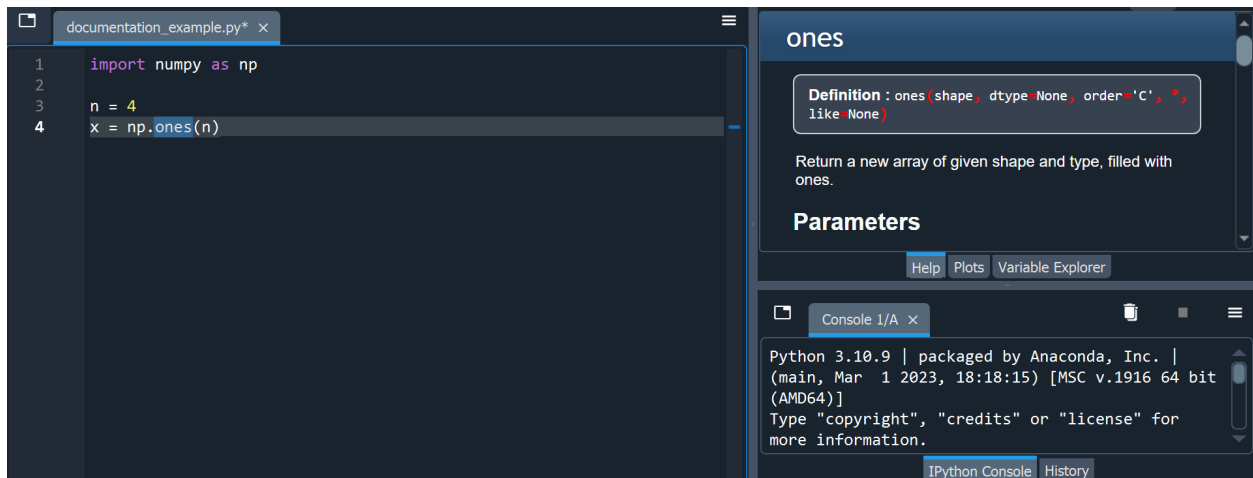 documentation_example.py*
1 import numpy as np
2
3 n = 4
4 x = np.ones(n)
ones
Definition : ones(shape, dtype=None, order='C', *,
like=None)
Return a new array of given shape and type, filled with
ones.
Parameters
Help Plots Variable Explorer
Console 1/A
Python 3.10.9 | packaged by Anaconda, Inc. |
(main, Mar  1 2023, 18:18:15) [MSC v.1916 64 bit
(AMD64)]
Type "copyright", "credits" or "license" for
more information.
IPython Console History